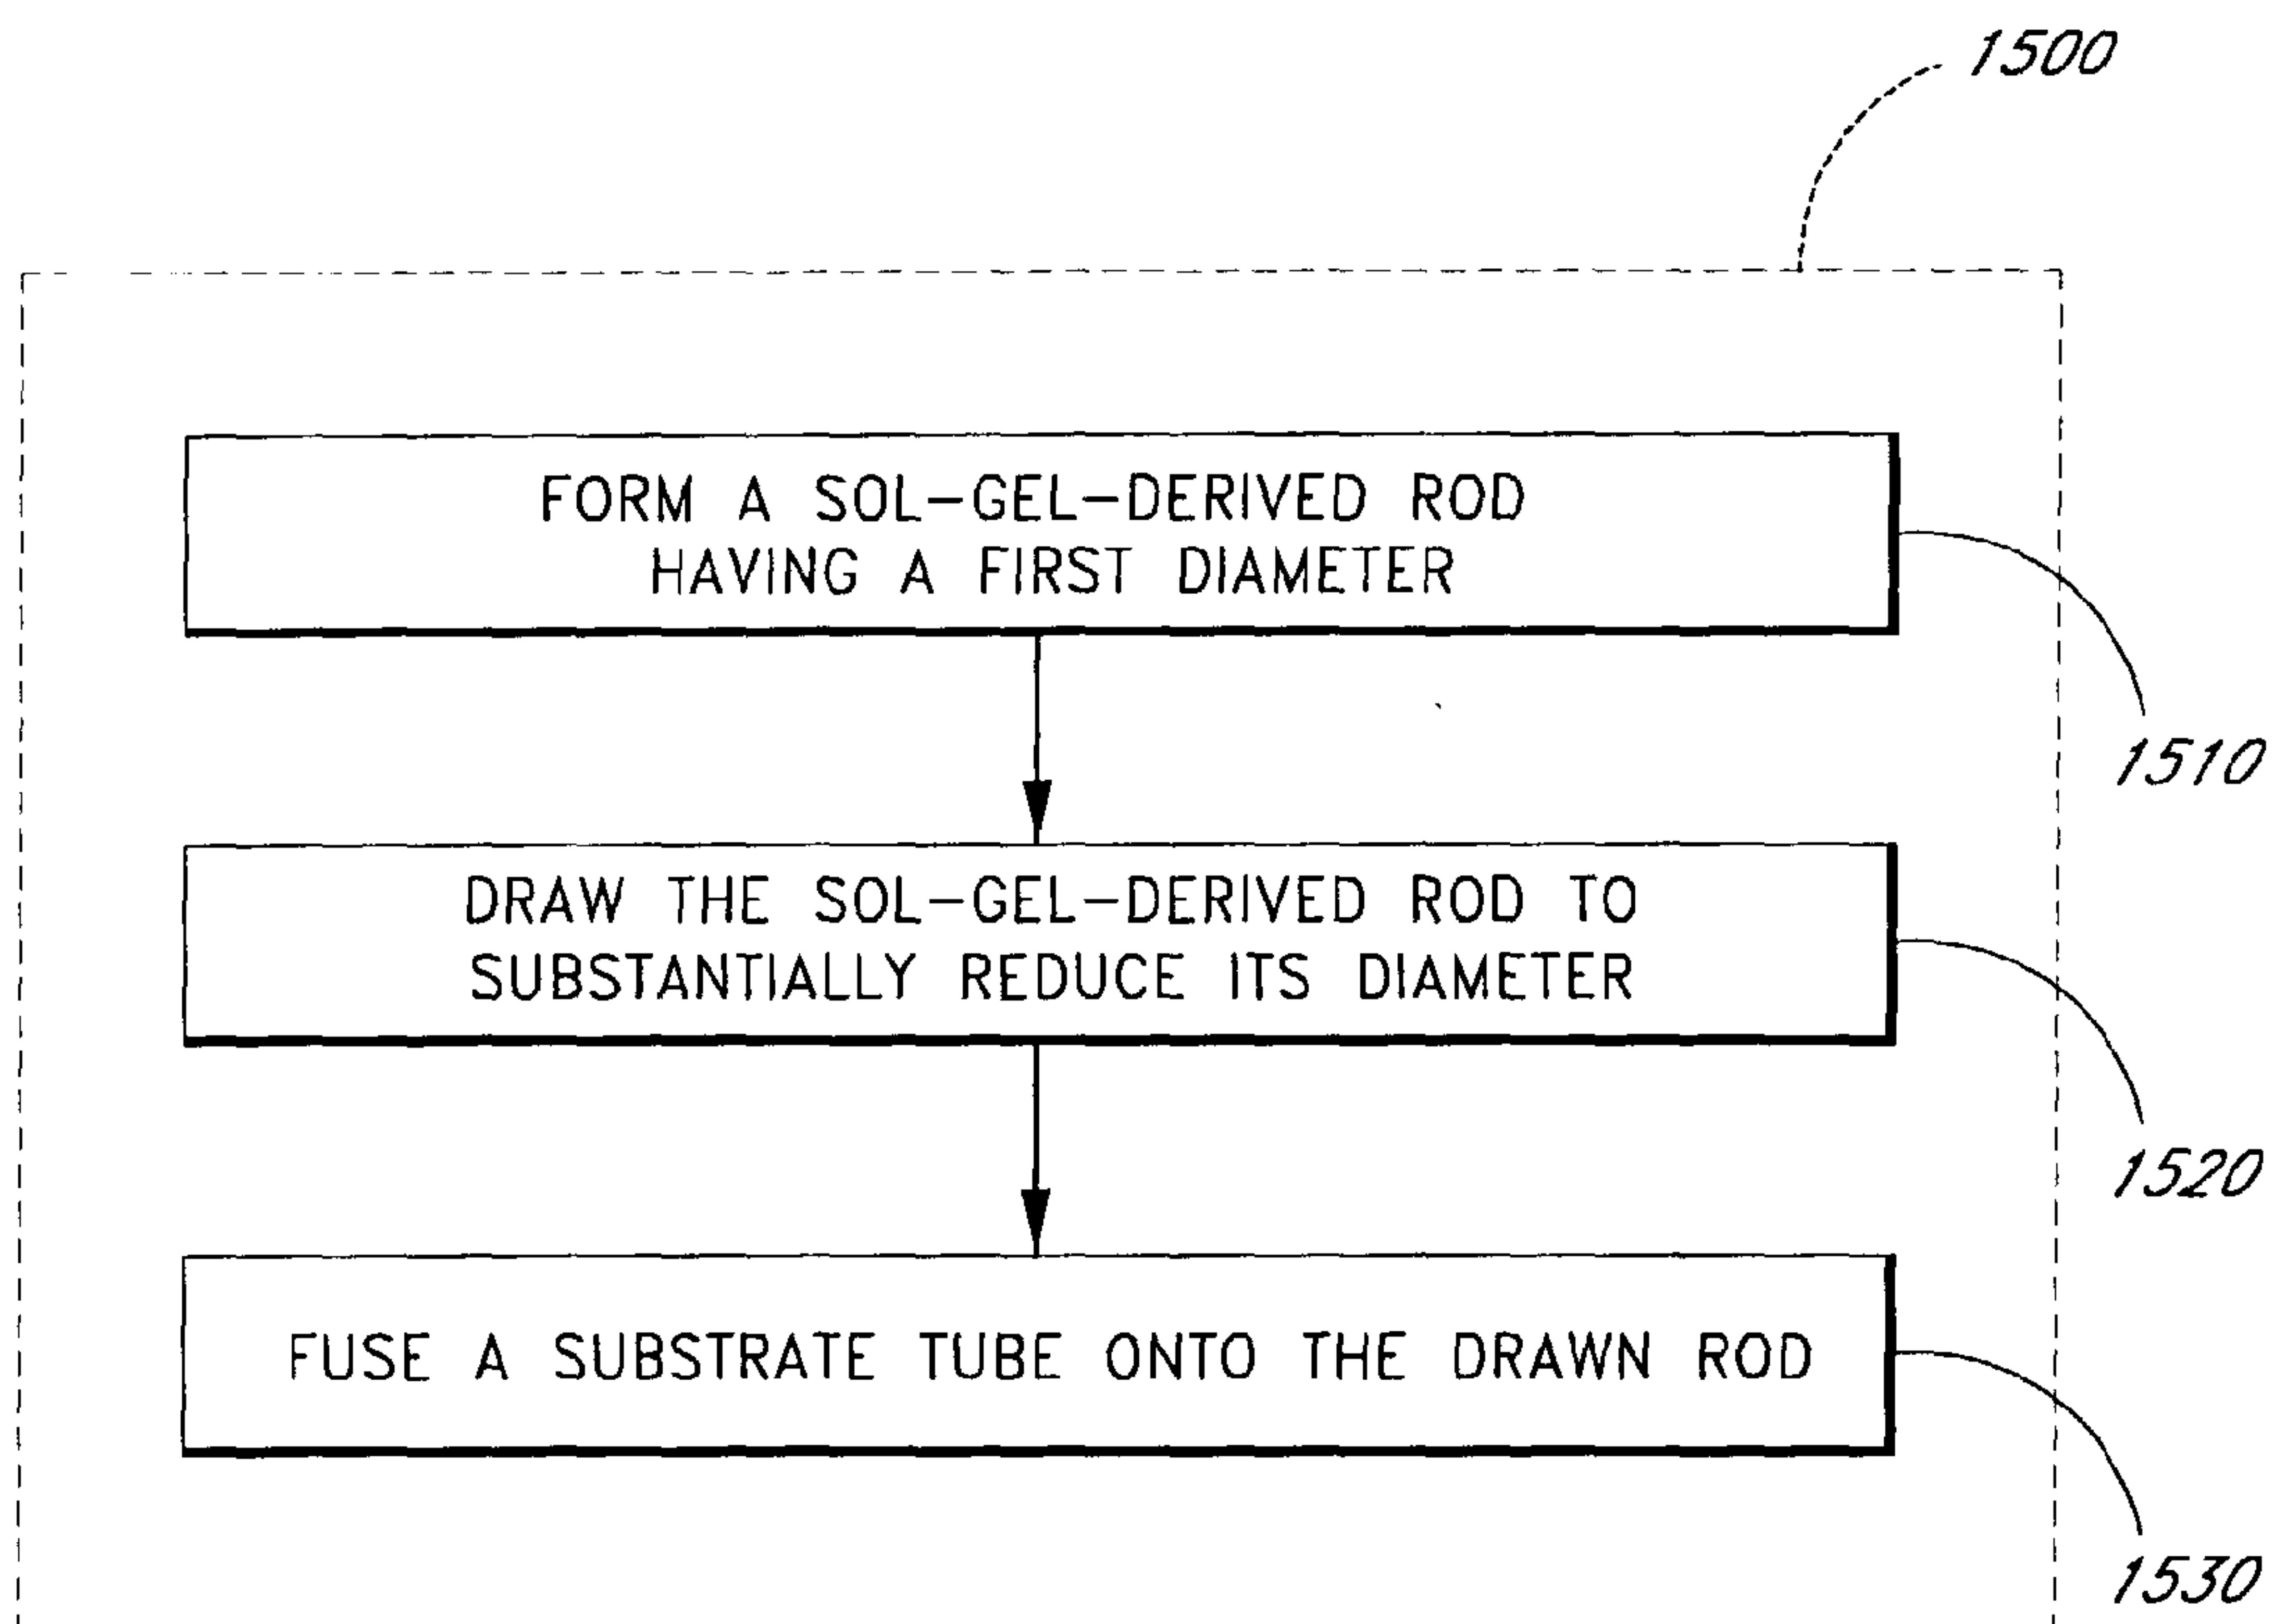 1500
FORM A SOL-GEL-DERIVED ROD
HAVING A FIRST DIAMETER
1510
DRAW THE SOL-GEL-DERIVED ROD TO
SUBSTANTIALLY REDUCE ITS DIAMETER
1520
FUSE A SUBSTRATE TUBE ONTO THE DRAWN ROD
1530